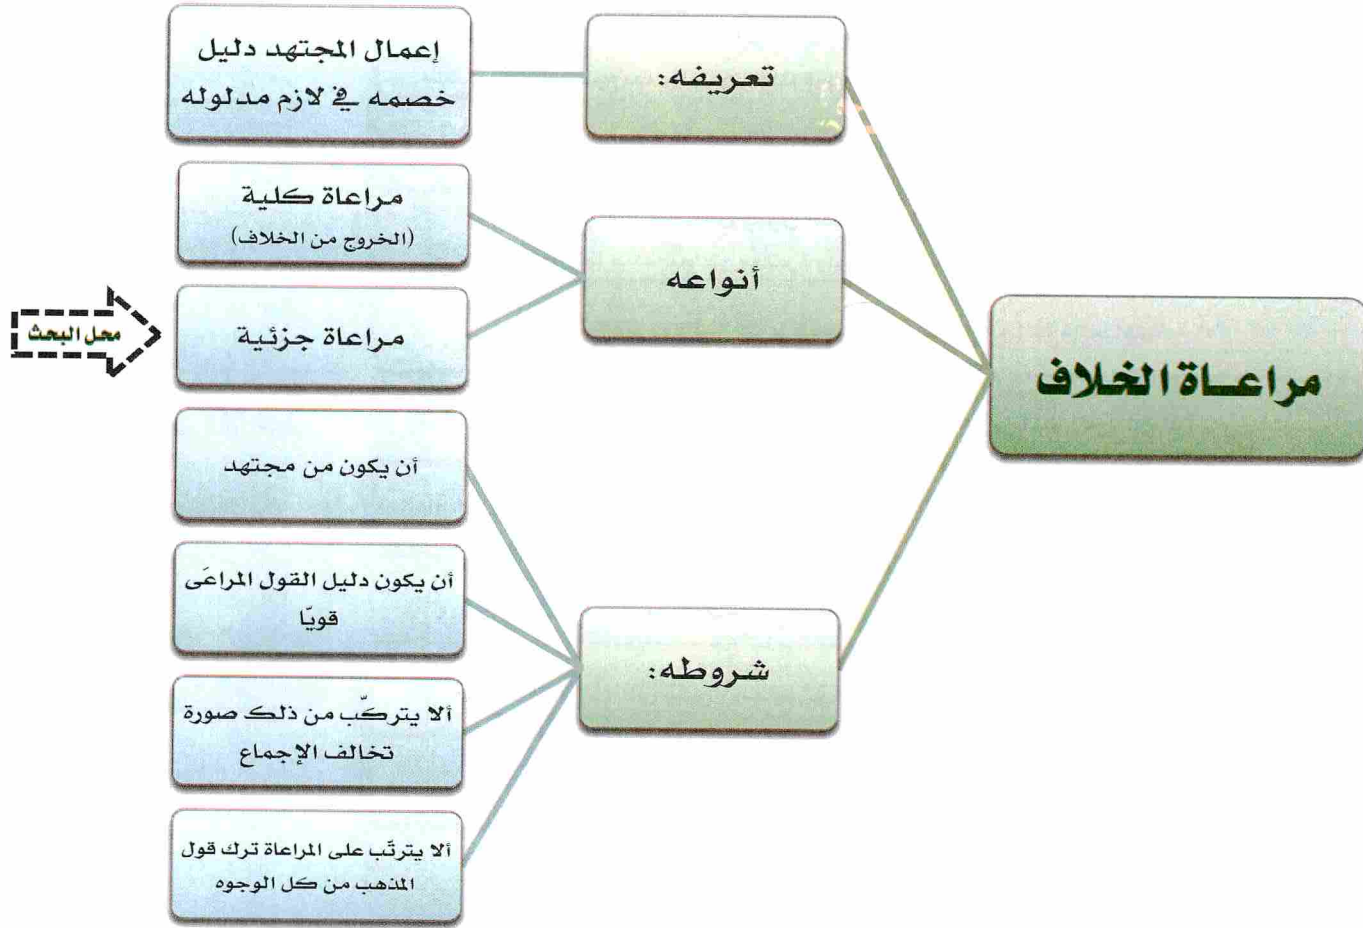 مراعاة الخلاف
تعريفه:
إعمال المجتهد دليل
خصمه في لازم مدلوله
أنواعه
مراعاة كلية
(الخروج من الخلاف)
مراعاة جزئية
محل البحث
شروطه:
أن يكون من مجتهد
أن يكون دليل القول المراعَى
قويّا
ألا يتركّب من ذلك صورة
تخالف الإجماع
ألا يترتّب على المراعاة ترك قول
المذهب من كل الوجوه